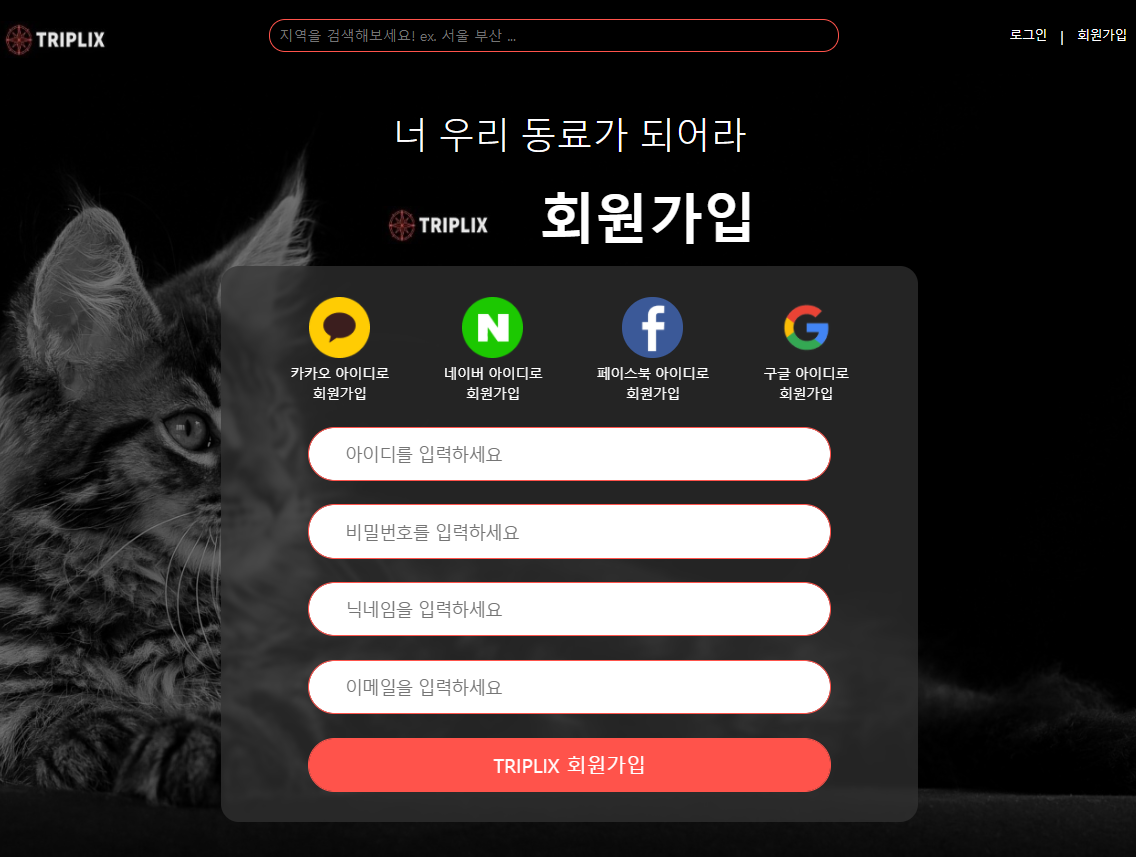 TRIPLIX
지역을 검색해보세요! ex. 서울 부산 ...
로그인 | 회원가입
너 우리 동료가 되어라
TRIPLIX 회원가입
카카오 아이디로
회원가입
네이버 아이디로
회원가입
페이스북 아이디로
회원가입
구글 아이디로
회원가입
아이디를 입력하세요
비밀번호를 입력하세요
닉네임을 입력하세요
이메일을 입력하세요
TRIPLIX 회원가입